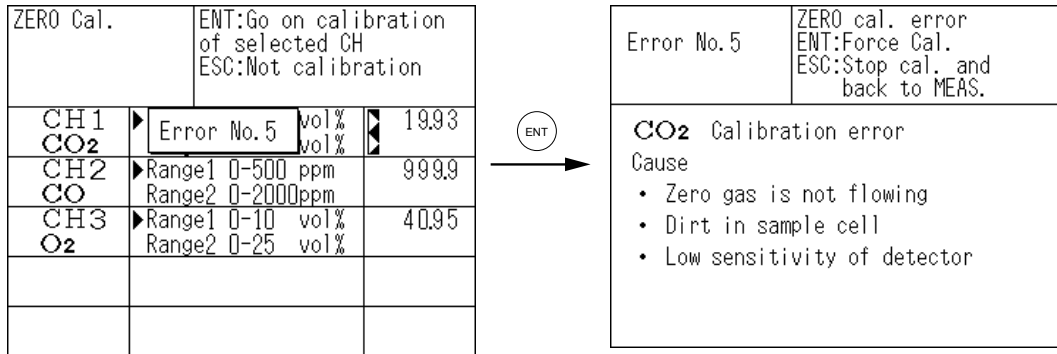 ZERO Cal.
ENT:Go on calibration
of selected CH
ESC:Not calibration
CH1
CO2
Error No.5
vol%
vol%
19.93
CH2
CO
Range1 0-500 ppm
Range2 0-2000ppm
999.9
CH3
O2
Range1 0-10 vol%
Range2 0-25 vol%
40.95
ENT
Error No.5
ZERO cal. error
ENT:Force Cal.
ESC:Stop cal. and
back to MEAS.
CO2 Calibration error
Cause
• Zero gas is not flowing
• Dirt in sample cell
• Low sensitivity of detector